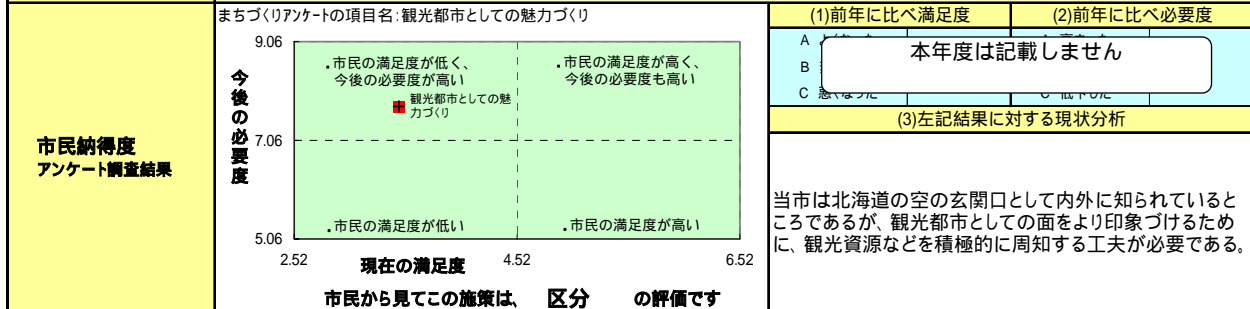 まちづくりアンケートの項目名:観光都市としての魅力づくり
市民納得度
アンケート調査結果
今後の必要度
9.06
7.06
5.06
.市民の満足度が低く、
今後の必要度が高い
.市民の満足度が高く、
今後の必要度も高い
観光都市としての魅
力づくり
.市民の満足度が低い
.市民の満足度が高い
2.52
現在の満足度
4.52
6.52
市民から見てこの施策は、 区分 の評価です
(1)前年に比べ満足度
(2)前年に比べ必要度
A
B
C 悪くなった
C 低下した
本年度は記載しません
(3)左記結果に対する現状分析
当市は北海道の空の玄関口として内外に知られていると
ころであるが、観光都市としての面をより印象づけるため
に、観光資源などを積極的に周知する工夫が必要である。